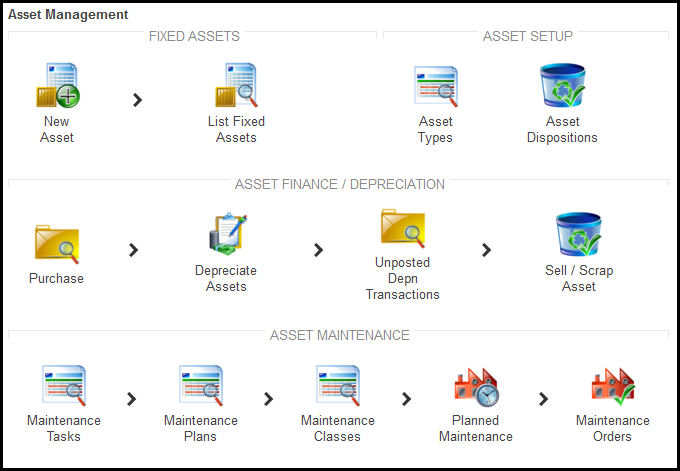 Asset Management
FIXED ASSETS
ASSET SETUP
New
Asset
List Fixed
Assets
Asset
Types
Asset
Dispositions
ASSET FINANCE / DEPRECIATION
Purchase
Depreciate
Assets
Unposted
Depn
Transactions
Sell / Scrap
Asset
ASSET MAINTENANCE
Maintenance
Tasks
Maintenance
Plans
Maintenance
Classes
Planned
Maintenance
Maintenance
Orders